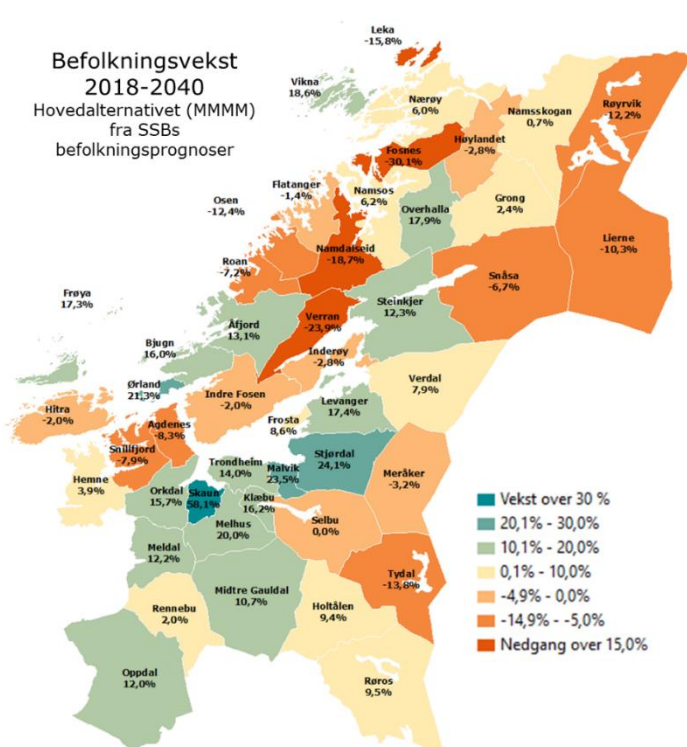 Befolkningsvekst
2018-2040
Hovedalternativet (MMMM)
fra SSBs
befolkningsprognoser
Leka
-15,8%
Vikna
18,6%
Nærøy
6,0%
Namsskogan
0,7%
Røyrvik
-12,2%
Fosnes
-30,1%
Høylandet
-2,8%
Flatanger
-1,4%
Namsos
6,2%
Osen
-12,4%
Overhalla
17,9%
Grong
2,4%
Lierne
-10,3%
Namdalseid
-18,7%
Roan
-7,2%
Snåsa
-6,7%
Frøya
17,3%
Steinkjer
12,3%
Verran
-23,9%
Åfjord
13,1%
Bjugn
16,0%
Inderøy
-2,8%
Verdal
7,9%
Ørland
21,3%
Indre Fosen
-2,0%
Levanger
17,4%
Hitra
-2,0%
Frosta
8,6%
Agdenes
-8,3%
Snillfjord
-7,9%
Stjørdal
24,1%
Trondheim
14,0%
Malvik
23,5%
Meråker
-3,2%
Hemne
3,9%
Orkdal
15,7%
Skaun
58,1%
Klæbu
16,2%
Melhus
20,0%
Selbu
0,0%
Meldal
12,2%
Tydal
-13,8%
Midtre Gauldal
10,7%
Rennebu
2,0%
Holtålen
9,4%
Oppdal
12,0%
Røros
9,5%
Vekst over 30 %
20,1% - 30,0%
10,1% - 20,0%
0,1% - 10,0%
-4,9% - 0,0%
-14,9% - -5,0%
Nedgang over 15,0%